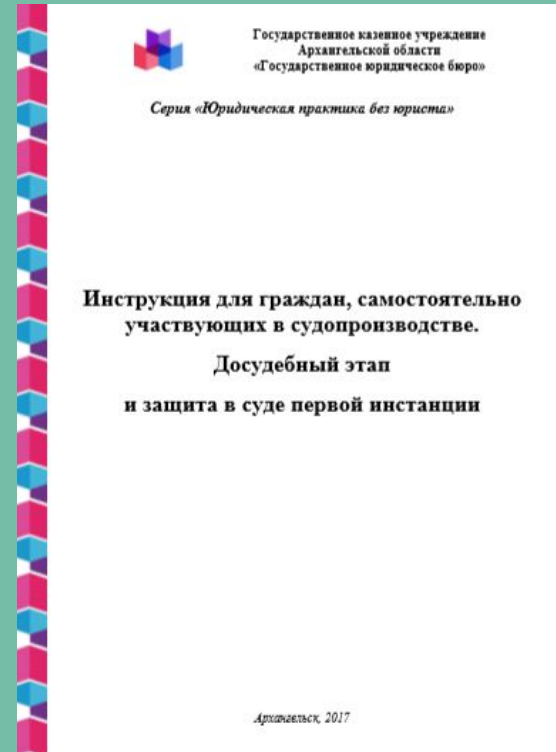 Государственное казенное учреждение
Архангельской области
«Государственное юридическое бюро»
Серия «Юридическая практика без юриста»
Инструкция для граждан, самостоятельно
участвующих в судопроизводстве.
Досудебный этап
и защита в суде первой инстанции
Архангельск, 2017